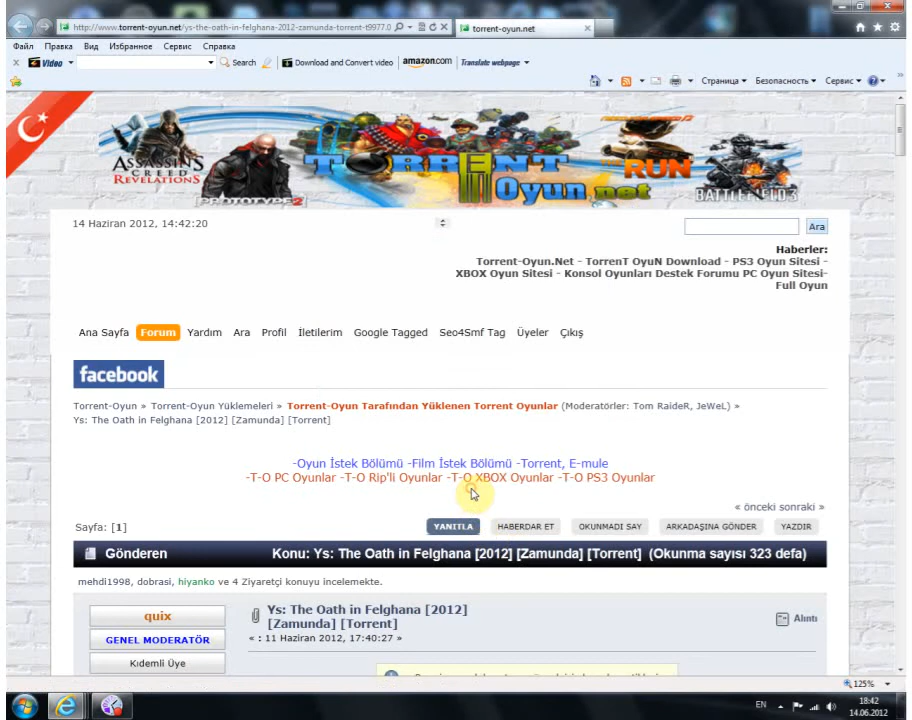 http://www.torrent-oyun.net/ys-the-oath-in-felghana-2012-zamunda-torrent-t9977.0
torrent-oyun.net
Файл Правка Вид Избранное Сервис Справка
Video Search Download and Convert video amazon.com Translate webpage
Страница Безопасность Сервис
ASSASSIN'S CREED REVELATIONS
PROTOTYPE 2
TORRENT Oyun.net
THE RUN
BATTLEFIELD 3
14 Haziran 2012, 14:42:20
Ara
Haberler:
Torrent-Oyun.Net - TorrenT OyuN Download - PS3 Oyun Sitesi -
XBOX Oyun Sitesi - Konsol Oyunları Destek Forumu PC Oyun Sitesi-
Full Oyun
Ana Sayfa Forum Yardım Ara Profil İletilerim Google Tagged Seo4Smf Tag Üyeler Çıkış
facebook
Torrent-Oyun » Torrent-Oyun Yüklemeleri » Torrent-Oyun Tarafından Yüklenen Torrent Oyunlar (Moderatörler: Tom RaideR, JeWeL) »
Ys: The Oath in Felghana [2012] [Zamunda] [Torrent]
-Oyun İstek Bölümü -Film İstek Bölümü -Torrent, E-mule
-T-O PC Oyunlar -T-O Rip'li Oyunlar -T-O XBOX Oyunlar -T-O PS3 Oyunlar
« önceki sonraki »
Sayfa: [1]
YANITLA HABERDAR ET OKUNMADI SAY ARKADAŞINA GÖNDER YAZDIR
Gönderen Konu: Ys: The Oath in Felghana [2012] [Zamunda] [Torrent] (Okunma sayısı 323 defa)
mehdi1998, dobrasi, hiyanko ve 4 Ziyaretçi konuyu incelemekte.
quix
GENEL MODERATÖR
Kıdemli Üye
Ys: The Oath in Felghana [2012]
[Zamunda] [Torrent]
« : 11 Haziran 2012, 17:40:27 »
Alıntı
125%
EN
18:42
14.06.2012